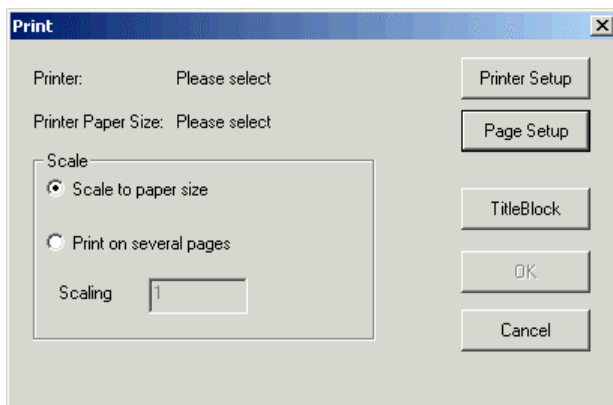 Print
Printer: Please select
Printer Setup
Printer Paper Size: Please select
Page Setup
Scale
Scale to paper size
TitleBlock
Print on several pages
OK
Scaling 1
Cancel